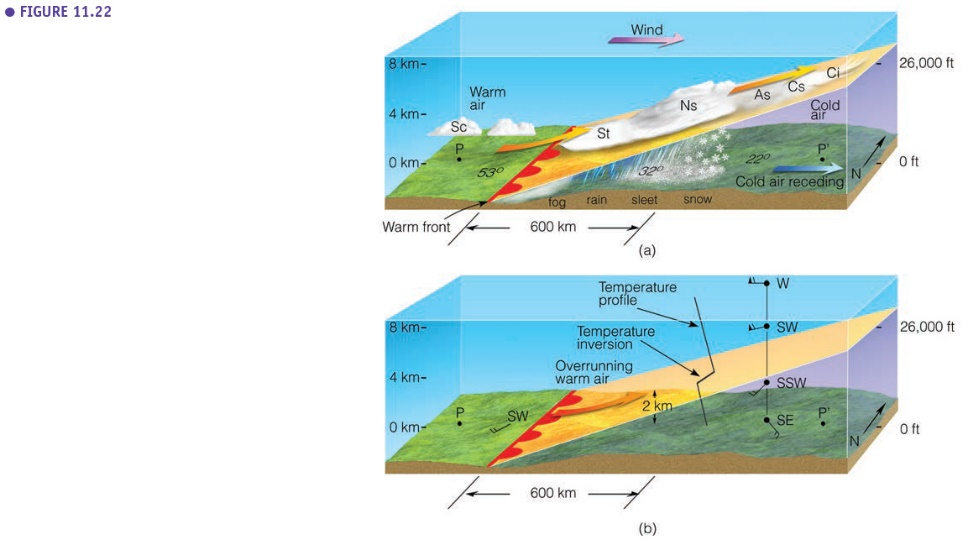 ● FIGURE 11.22
Wind
8 km-
26,000 ft
Warm
air
Ci
Cs
As
Ns
Cold
air
4 km-
Sc
St
P
P'
0 km-
53°
32°
22°
0 ft
N
Cold air receding
fog rain sleet snow
Warm front
600 km
(a)
Temperature
profile
W
8 km-
SW
26,000 ft
Temperature
inversion
Overrunning
warm air
4 km-
SSW
2 km
P
SW
SE
P'
0 km-
0 ft
N
600 km
(b)